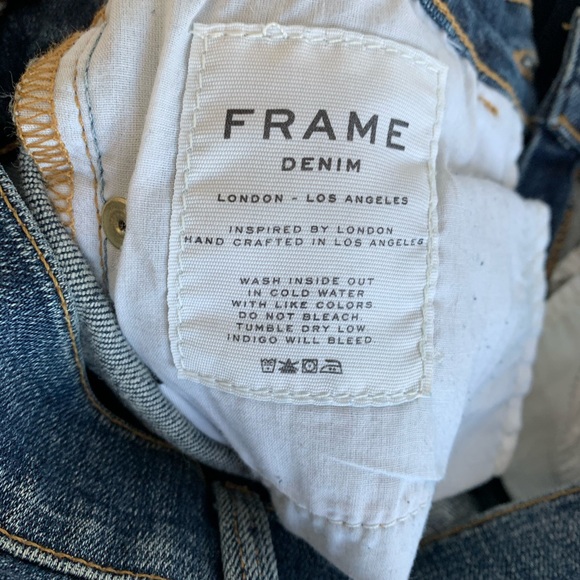 FRAME
DENIM
LONDON - LOS ANGELES
INSPIRED BY LONDON
HAND CRAFTED IN LOS ANGELES
WASH INSIDE OUT
IN COLD WATER
WITH LIKE COLORS
DO NOT BLEACH.
TUMBLE DRY LOW.
INDIGO WILL BLEED.